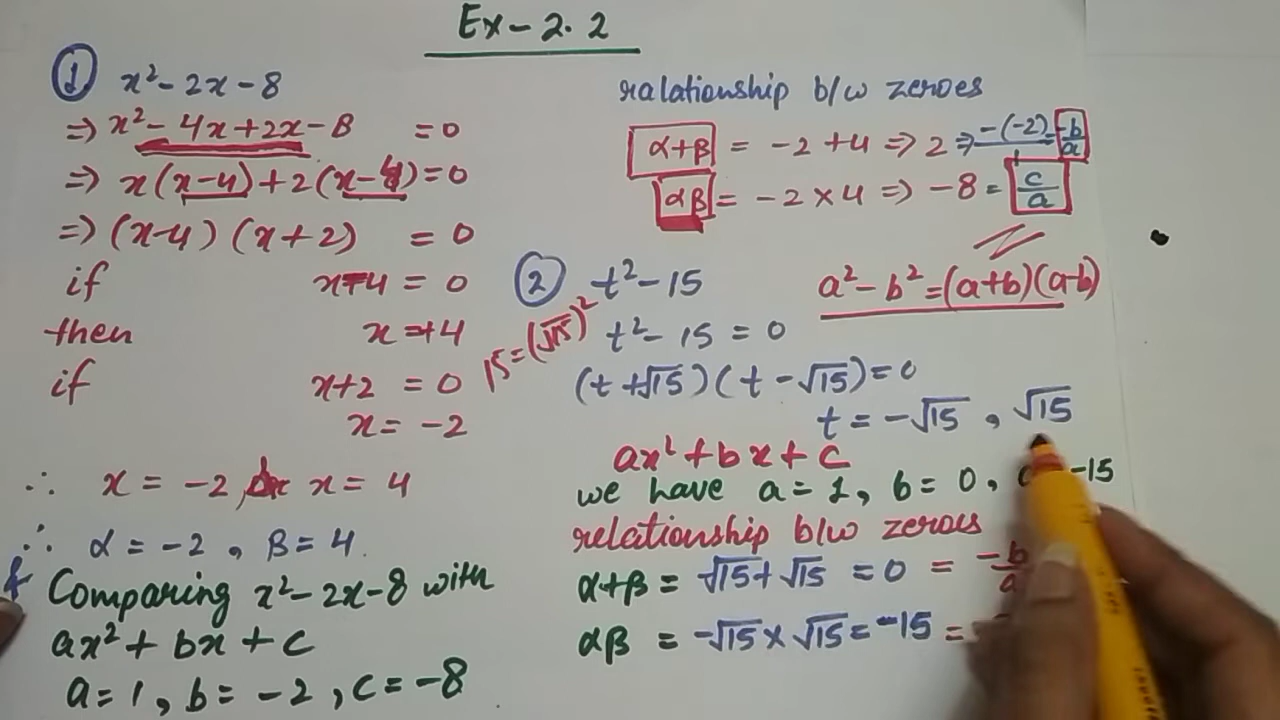 Ex-2.2
① x²-2x-8
⇒ x²-4x+2x-8 = 0
⇒ x(x-4)+2(x-4)=0
⇒ (x-4) (x+2) = 0
if x-4 = 0
then x=+4
if x+2 = 0
x = -2
∴ x = -2, x = 4
∴ α = -2, β = 4.
Comparing x²-2x-8 with
ax² + bx + c
a=1, b= -2, c= -8
ralationship b/w zeroes
α+β = -2+4 ⇒ 2 ⇒ -(-2)/1 = -b/a
αβ = -2×4 ⇒ -8 = c/a
a²-b²=(a+b)(a-b)
② t²-15
15=(√15)²
t²-15 = 0
(t+√15)(t-√15)=0
t = -√15, √15
ax²+bx+c
we have a=1, b=0, -15
relationship b/w zeroes
α+β = √15+√15 = 0 = -b/a
αβ = -√15×√15 = -15 =